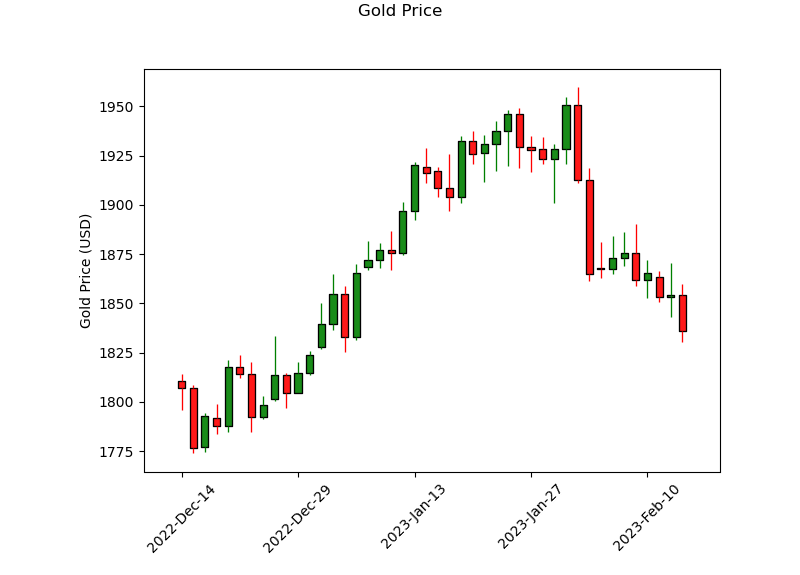 Gold Price
Gold Price (USD)
1950
1925
1900
1875
1850
1825
1800
1775
2022-Dec-14
2022-Dec-29
2023-Jan-13
2023-Jan-27
2023-Feb-10